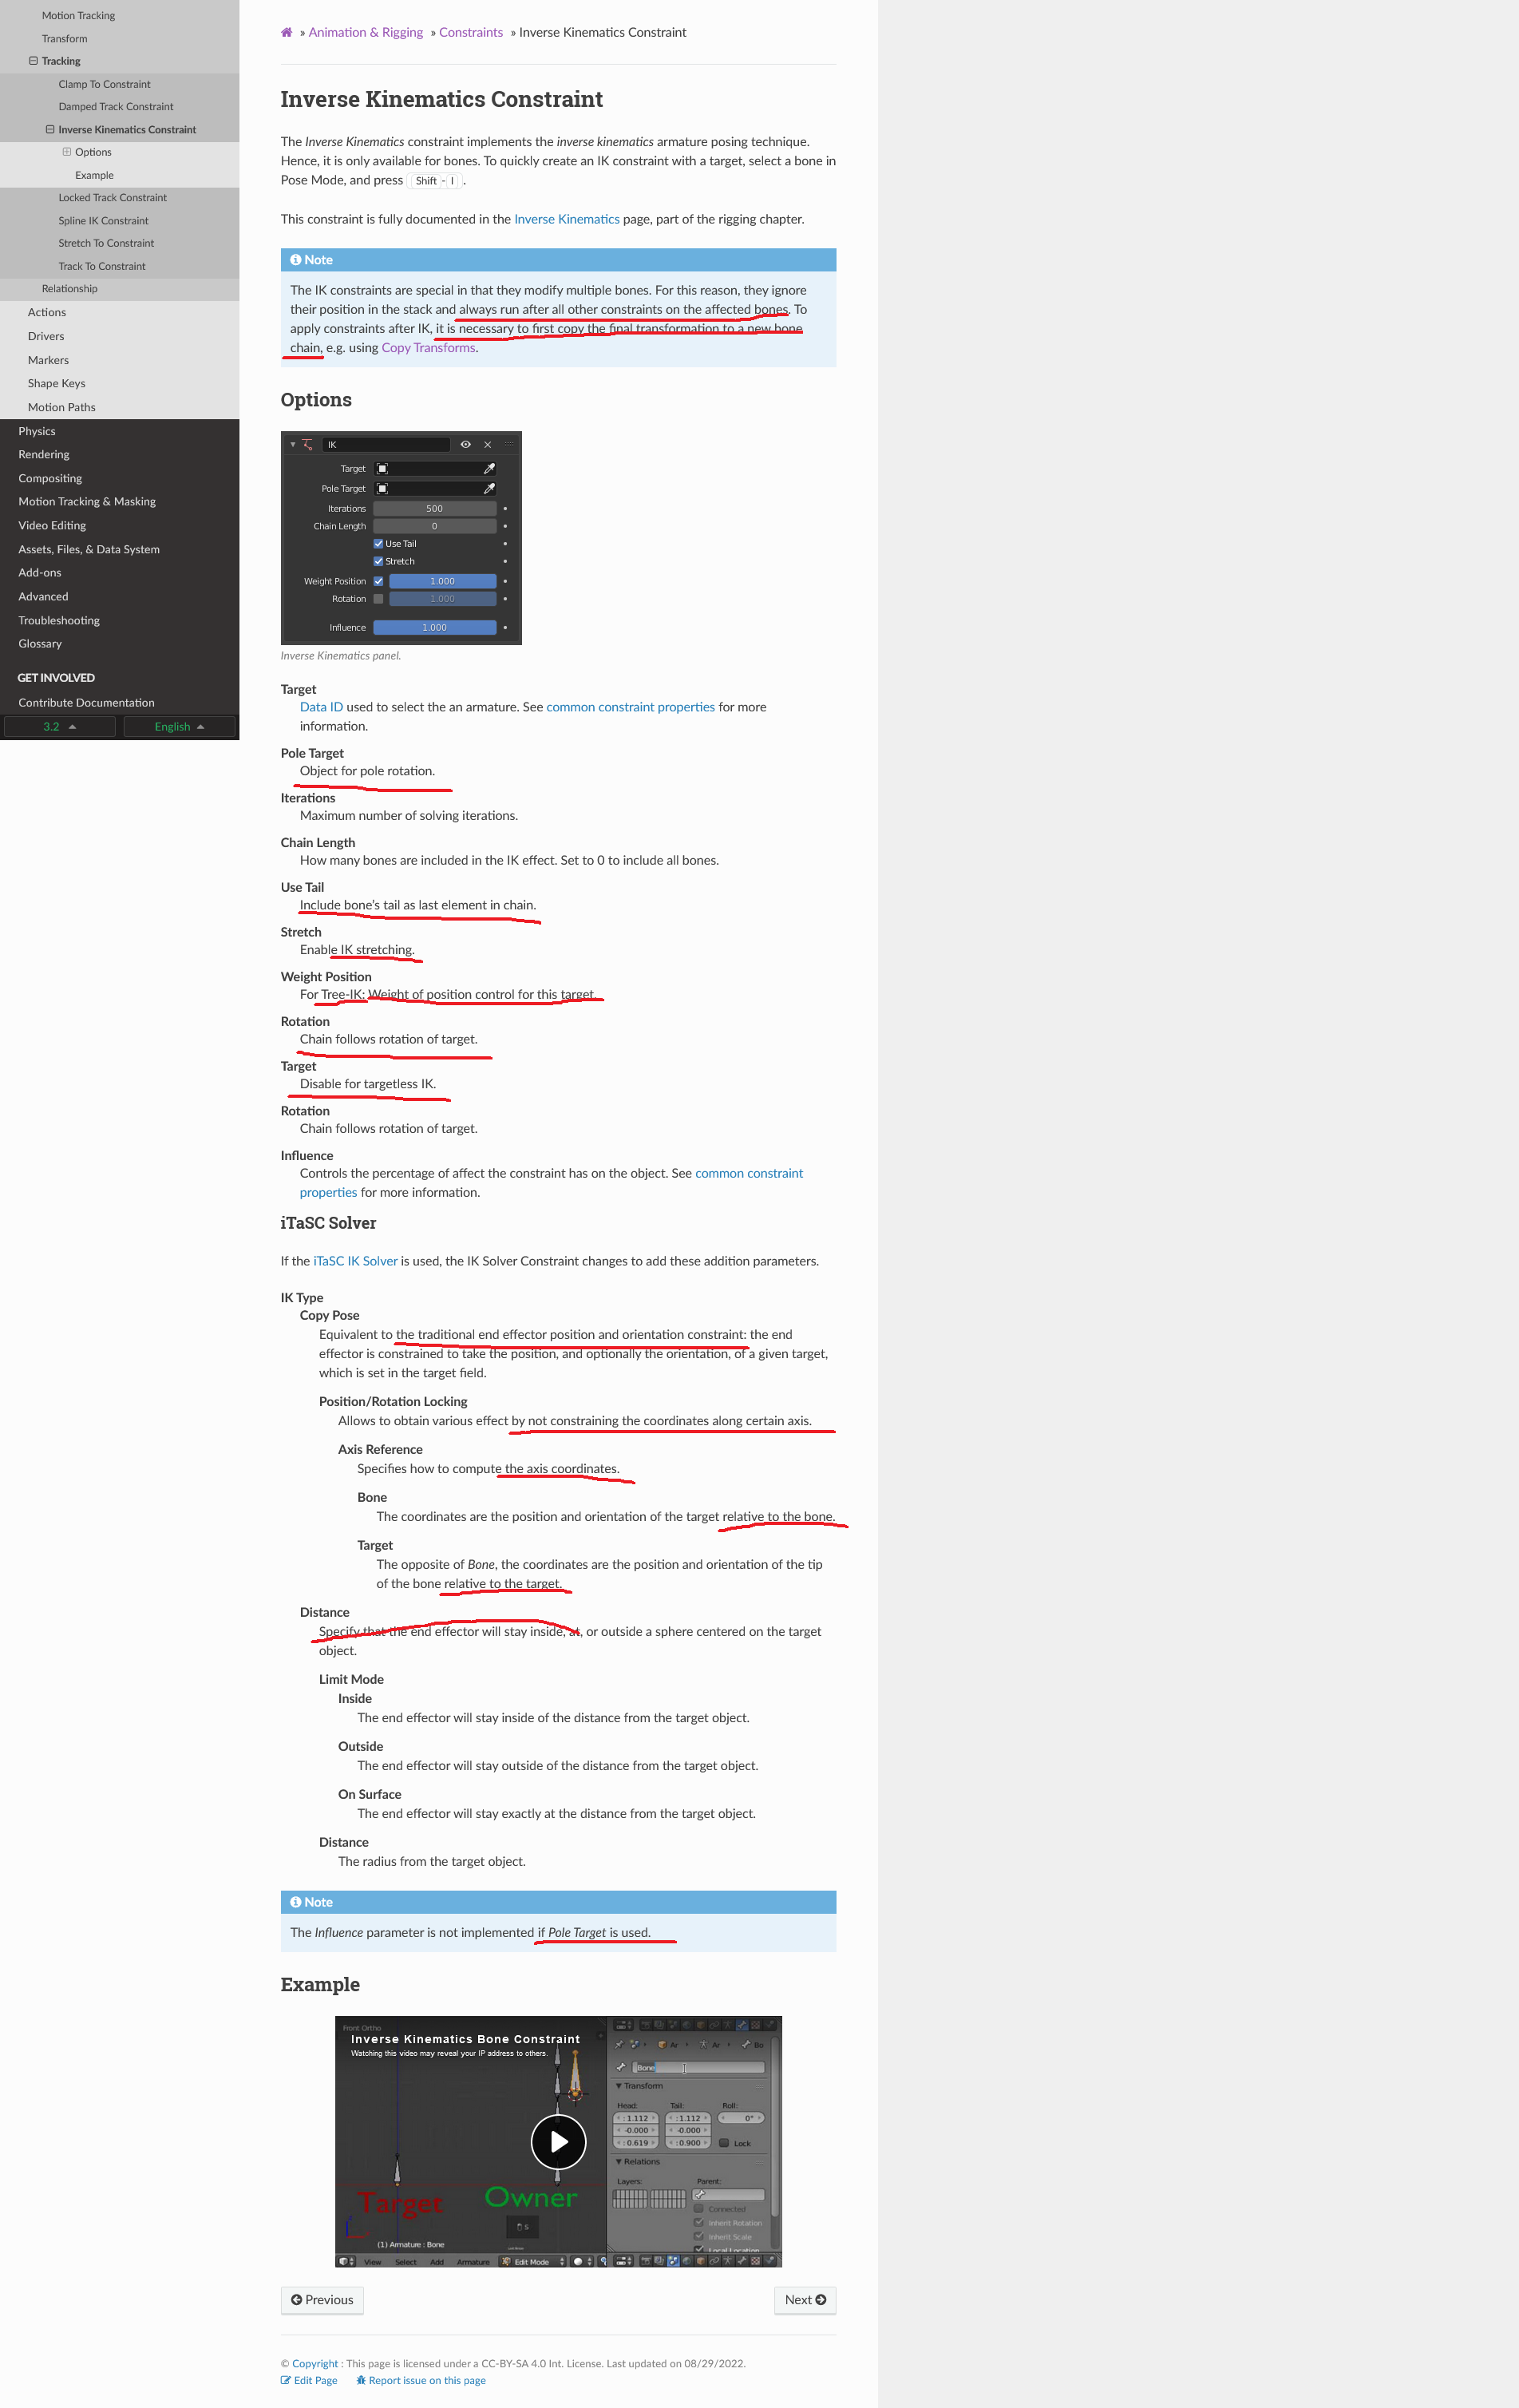 Motion Tracking
Transform
Tracking
Clamp To Constraint
Damped Track Constraint
Inverse Kinematics Constraint
Options
Example
Locked Track Constraint
Spline IK Constraint
Stretch To Constraint
Track To Constraint
Relationship
Actions
Drivers
Markers
Shape Keys
Motion Paths
Physics
Rendering
Compositing
Motion Tracking & Masking
Video Editing
Assets, Files, & Data System
Add-ons
Advanced
Troubleshooting
Glossary
GET INVOLVED
Contribute Documentation
3.2 English
» Animation & Rigging » Constraints » Inverse Kinematics Constraint
Inverse Kinematics Constraint
The Inverse Kinematics constraint implements the inverse kinematics armature posing technique.
Hence, it is only available for bones. To quickly create an IK constraint with a target, select a bone in
Pose Mode, and press Shift - I .
This constraint is fully documented in the Inverse Kinematics page, part of the rigging chapter.
Note
The IK constraints are special in that they modify multiple bones. For this reason, they ignore
their position in the stack and always run after all other constraints on the affected bones. To
apply constraints after IK, it is necessary to first copy the final transformation to a new bone
chain, e.g. using Copy Transforms.
Options
IK
Target
Pole Target
Iterations 500
Chain Length 0
Use Tail
Stretch
Weight Position 1.000
Rotation 1.000
Influence 1.000
Inverse Kinematics panel.
Target
Data ID used to select the an armature. See common constraint properties for more
information.
Pole Target
Object for pole rotation.
Iterations
Maximum number of solving iterations.
Chain Length
How many bones are included in the IK effect. Set to 0 to include all bones.
Use Tail
Include bone's tail as last element in chain.
Stretch
Enable IK stretching.
Weight Position
For Tree-IK: Weight of position control for this target.
Rotation
Chain follows rotation of target.
Target
Disable for targetless IK.
Rotation
Chain follows rotation of target.
Influence
Controls the percentage of affect the constraint has on the object. See common constraint
properties for more information.
iTaSC Solver
If the iTaSC IK Solver is used, the IK Solver Constraint changes to add these addition parameters.
IK Type
Copy Pose
Equivalent to the traditional end effector position and orientation constraint: the end
effector is constrained to take the position, and optionally the orientation, of a given target,
which is set in the target field.
Position/Rotation Locking
Allows to obtain various effect by not constraining the coordinates along certain axis.
Axis Reference
Specifies how to compute the axis coordinates.
Bone
The coordinates are the position and orientation of the target relative to the bone.
Target
The opposite of Bone, the coordinates are the position and orientation of the tip
of the bone relative to the target.
Distance
Specify that the end effector will stay inside, at, or outside a sphere centered on the target
object.
Limit Mode
Inside
The end effector will stay inside of the distance from the target object.
Outside
The end effector will stay outside of the distance from the target object.
On Surface
The end effector will stay exactly at the distance from the target object.
Distance
The radius from the target object.
Note
The Influence parameter is not implemented if Pole Target is used.
Example
Front Ortho
Inverse Kinematics Bone Constraint
Watching this video may reveal your IP address to others.
Ar Ar Bo
Bone
Transform
Head: Tail: Roll:
: 1.112 : 1.112 0°
-0.000 -0.000
: 0.619 : 0.900 Lock
Relations
Layers: Parent:
Connected
Inherit Rotation
Inherit Scale
Local Location
Target Owner
S
(1) Armature : Bone
View Select Add Armature Edit Mode
Previous Next
© Copyright : This page is licensed under a CC-BY-SA 4.0 Int. License. Last updated on 08/29/2022.
Edit Page Report issue on this page